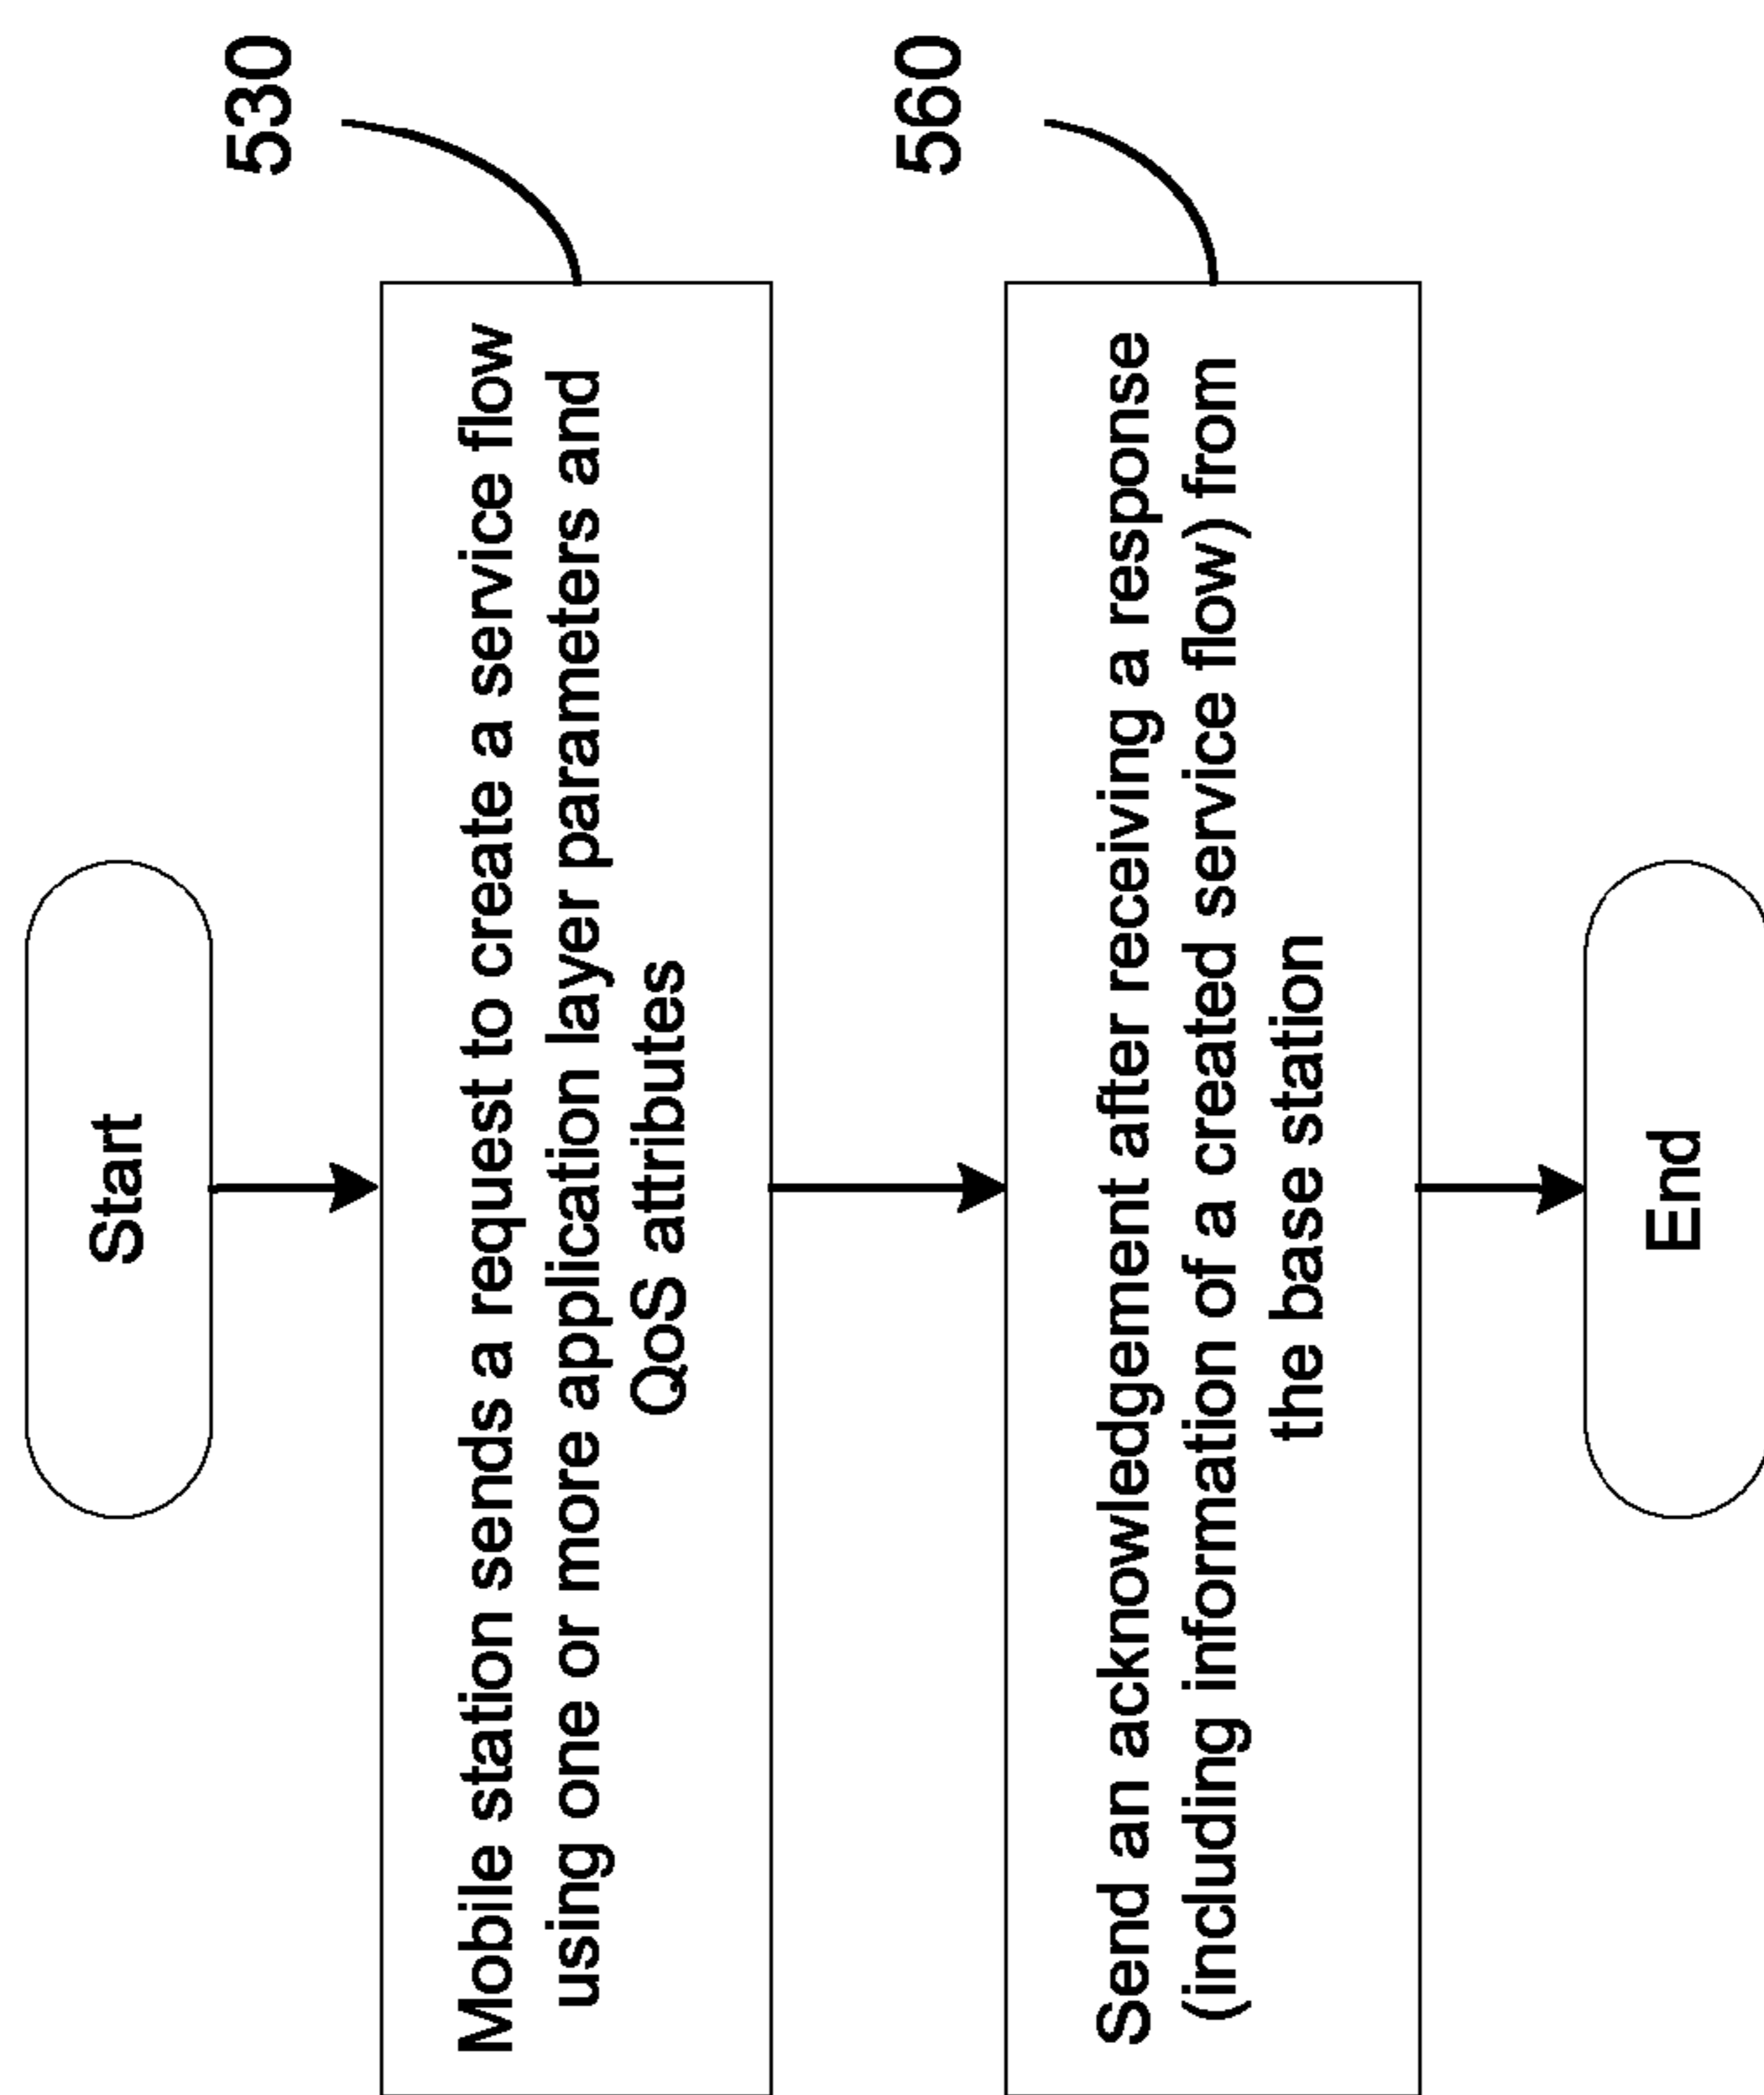 Start
530
Mobile station sends a request to create a service flow
using one or more application layer parameters and
QoS attributes
560
Send an acknowledgement after receiving a response
(including information of a created service flow) from
the base station
End